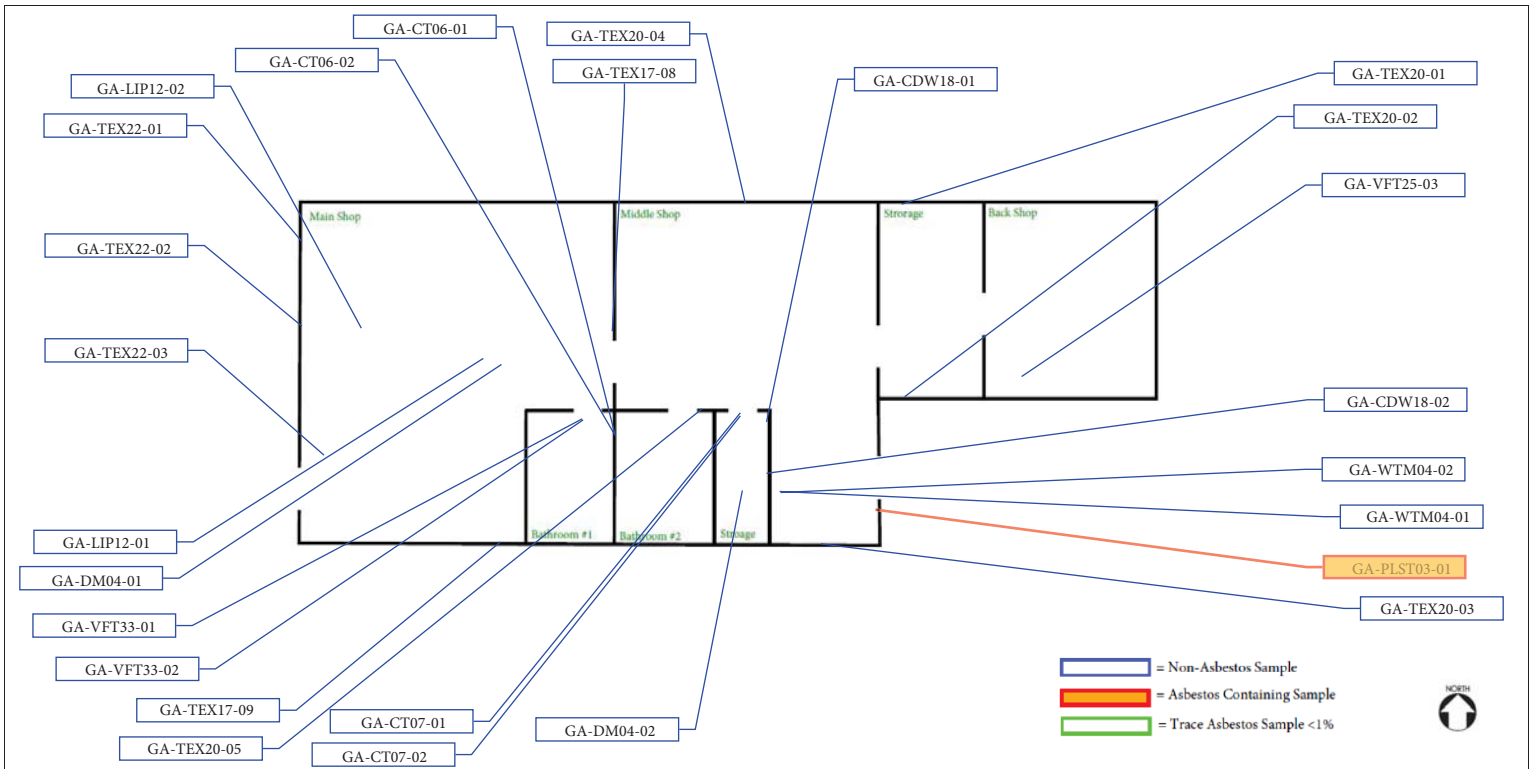 GA-CT06-01
GA-TEX20-04
GA-CT06-02
GA-TEX17-08
GA-CDW18-01
GA-TEX20-01
GA-LIP12-02
GA-TEX20-02
GA-TEX22-01
GA-VFT25-03
Main Shop
Middle Shop
Strorage
Back Shop
GA-TEX22-02
GA-TEX22-03
GA-CDW18-02
GA-WTM04-02
GA-WTM04-01
Bathroom #1
Bathroom #2
Stroage
GA-LIP12-01
GA-PLST03-01
GA-DM04-01
GA-TEX20-03
GA-VFT33-01
GA-VFT33-02
GA-TEX17-09
GA-CT07-01
GA-DM04-02
GA-TEX20-05
GA-CT07-02
= Non-Asbestos Sample
= Asbestos Containing Sample
= Trace Asbestos Sample <1%
NORTH